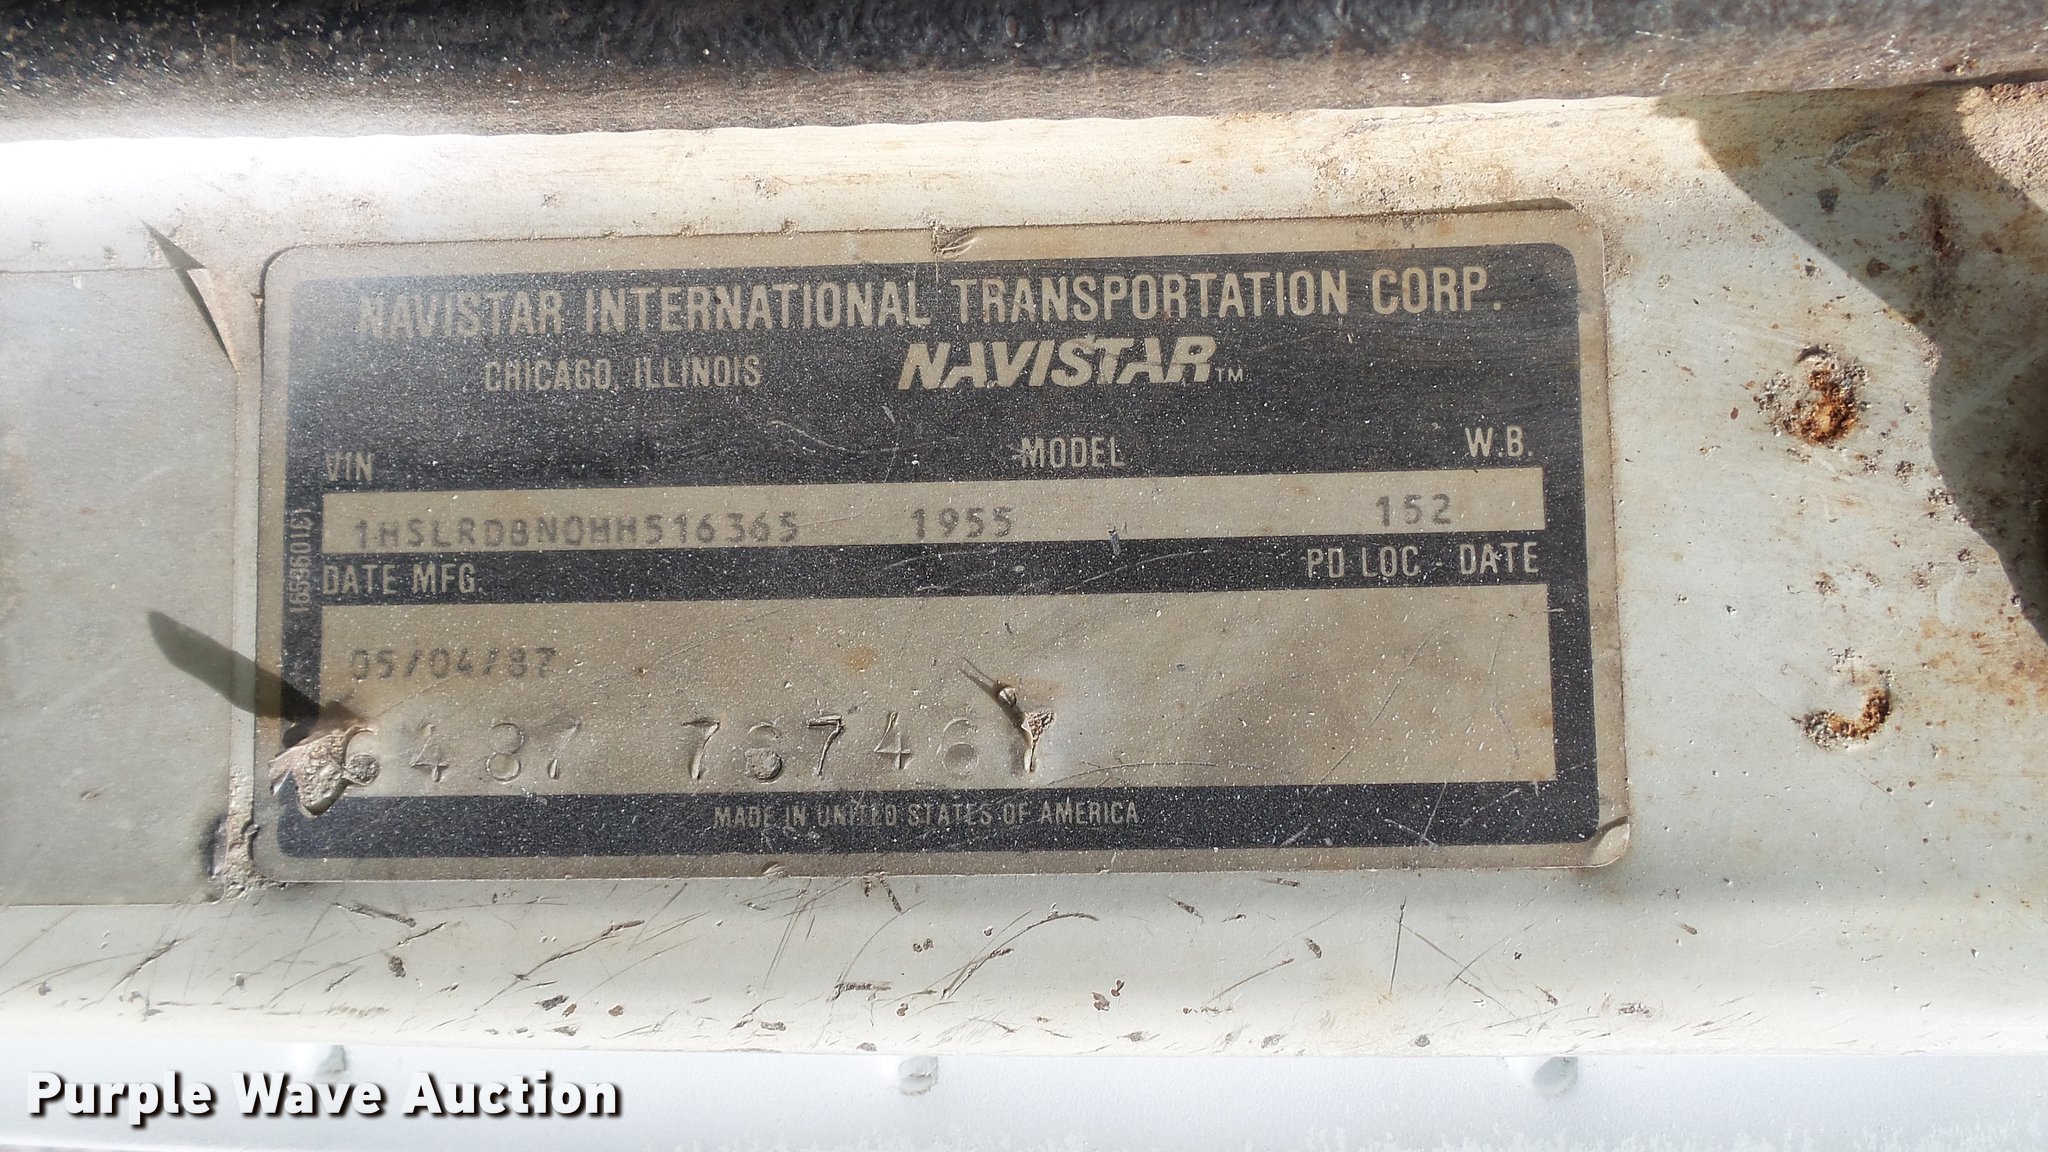 NAVISTAR INTERNATIONAL TRANSPORTATION CORP.
CHICAGO, ILLINOIS NAVISTAR™
VIN MODEL W.B.
1HSLRDBN0HH516365 1955 152
DATE MFG. PD LOC - DATE
05/04/87
MADE IN UNITED STATES OF AMERICA
Purple Wave Auction